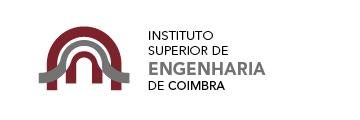 INSTITUTO
SUPERIOR DE
ENGENHARIA
DE COIMBRA